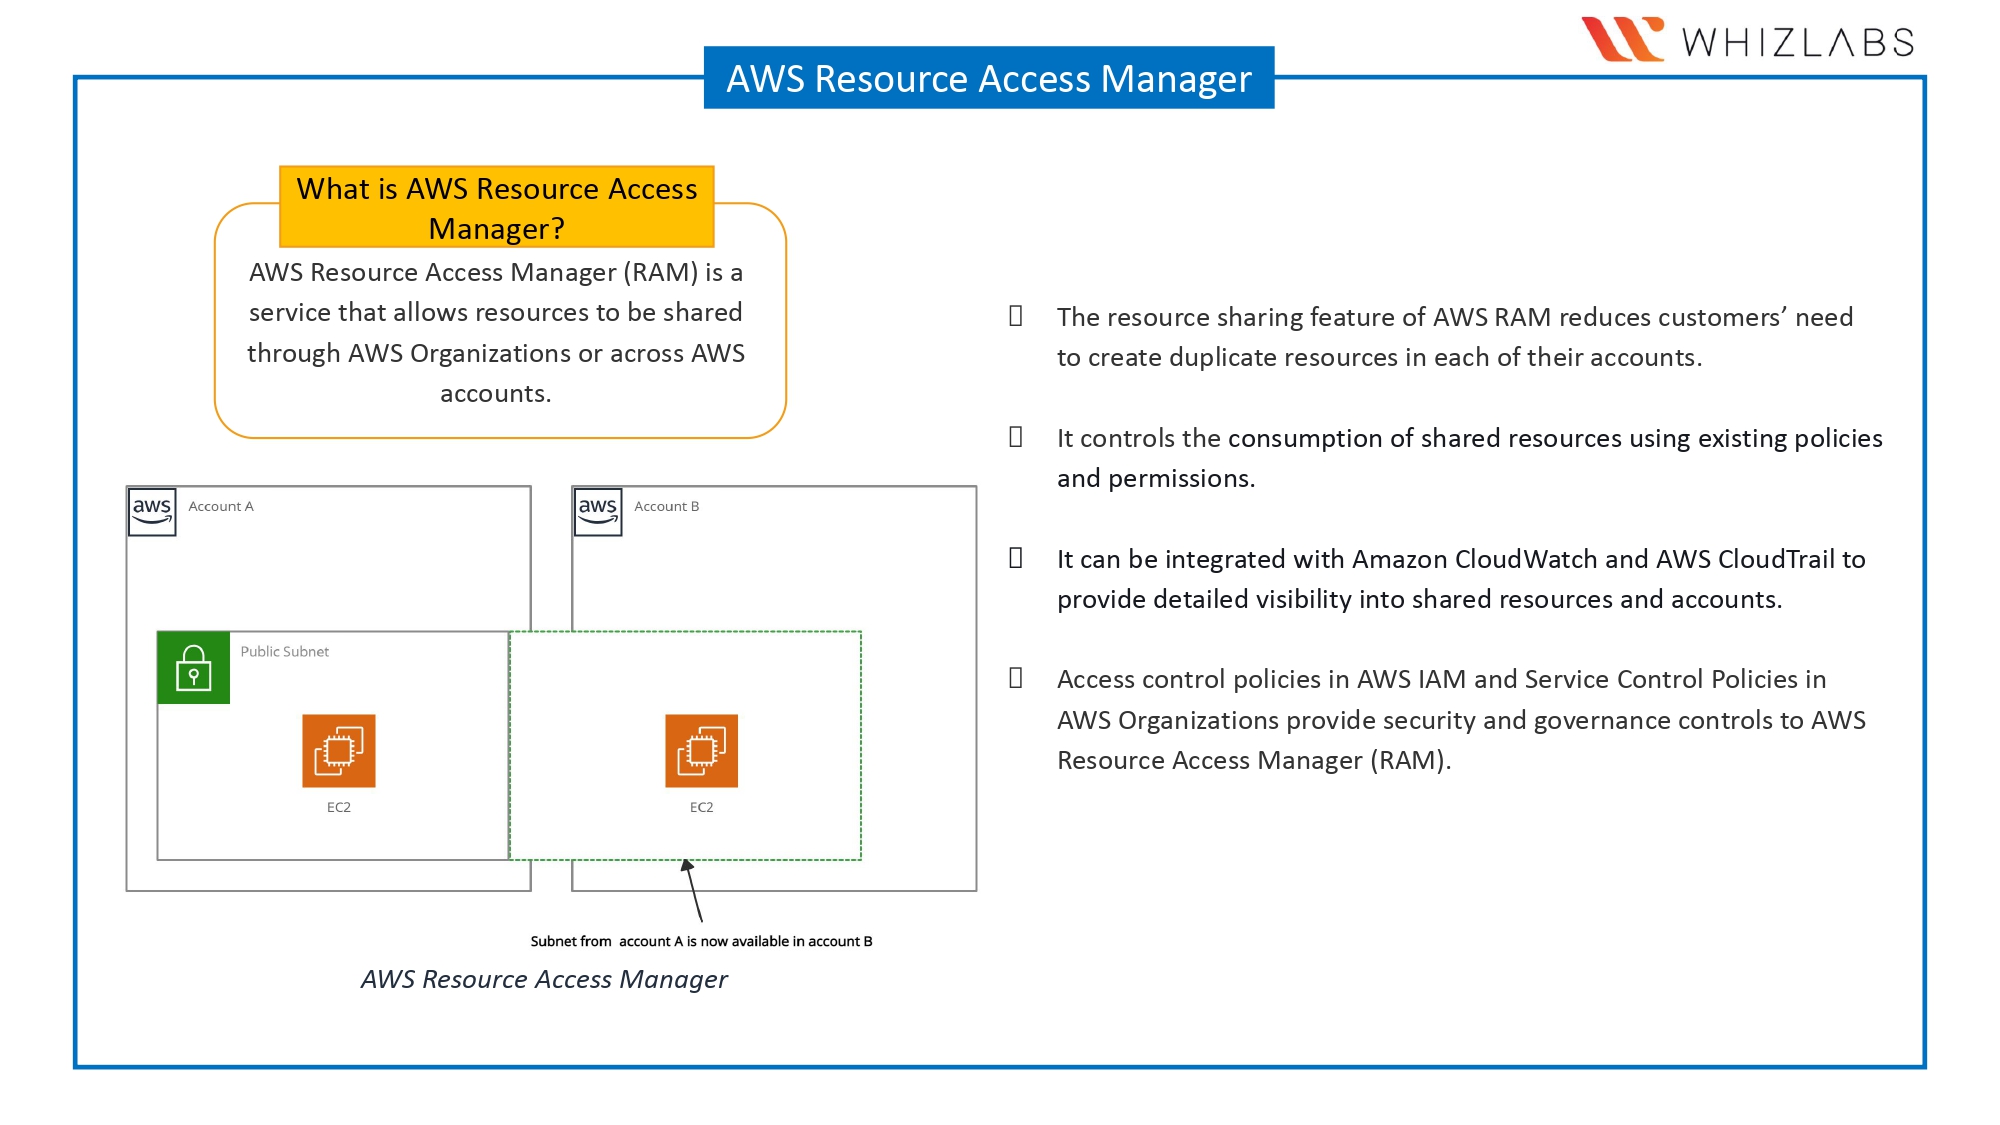 WHIZLABS
AWS Resource Access Manager
What is AWS Resource Access
Manager?
AWS Resource Access Manager (RAM) is a
service that allows resources to be shared
through AWS Organizations or across AWS
accounts.
aws Account A
aws Account B
Public Subnet
EC2
EC2
Subnet from account A is now available in account B
AWS Resource Access Manager
The resource sharing feature of AWS RAM reduces customers’ need
to create duplicate resources in each of their accounts.
It controls the consumption of shared resources using existing policies
and permissions.
It can be integrated with Amazon CloudWatch and AWS CloudTrail to
provide detailed visibility into shared resources and accounts.
Access control policies in AWS IAM and Service Control Policies in
AWS Organizations provide security and governance controls to AWS
Resource Access Manager (RAM).